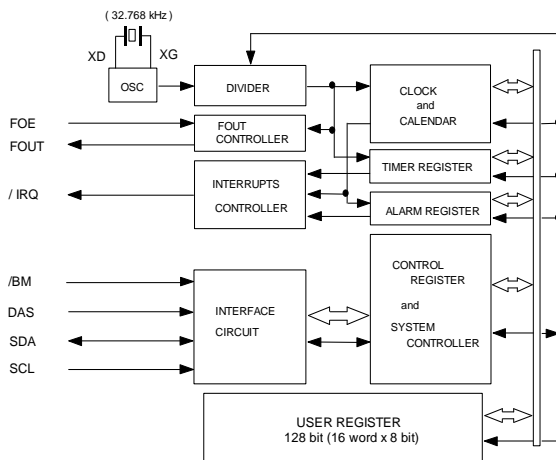 ( 32.768 kHz)
XD
XG
OSC
DIVIDER
CLOCK
and
CALENDAR
FOE
FOUT
FOUT
CONTROLLER
TIMER REGISTER
/ IRQ
INTERRUPTS
CONTROLLER
ALARM REGISTER
/BM
DAS
SDA
SCL
INTERFACE
CIRCUIT
CONTROL
REGISTER
and
SYSTEM
CONTROLLER
USER REGISTER
128 bit (16 word x 8 bit)